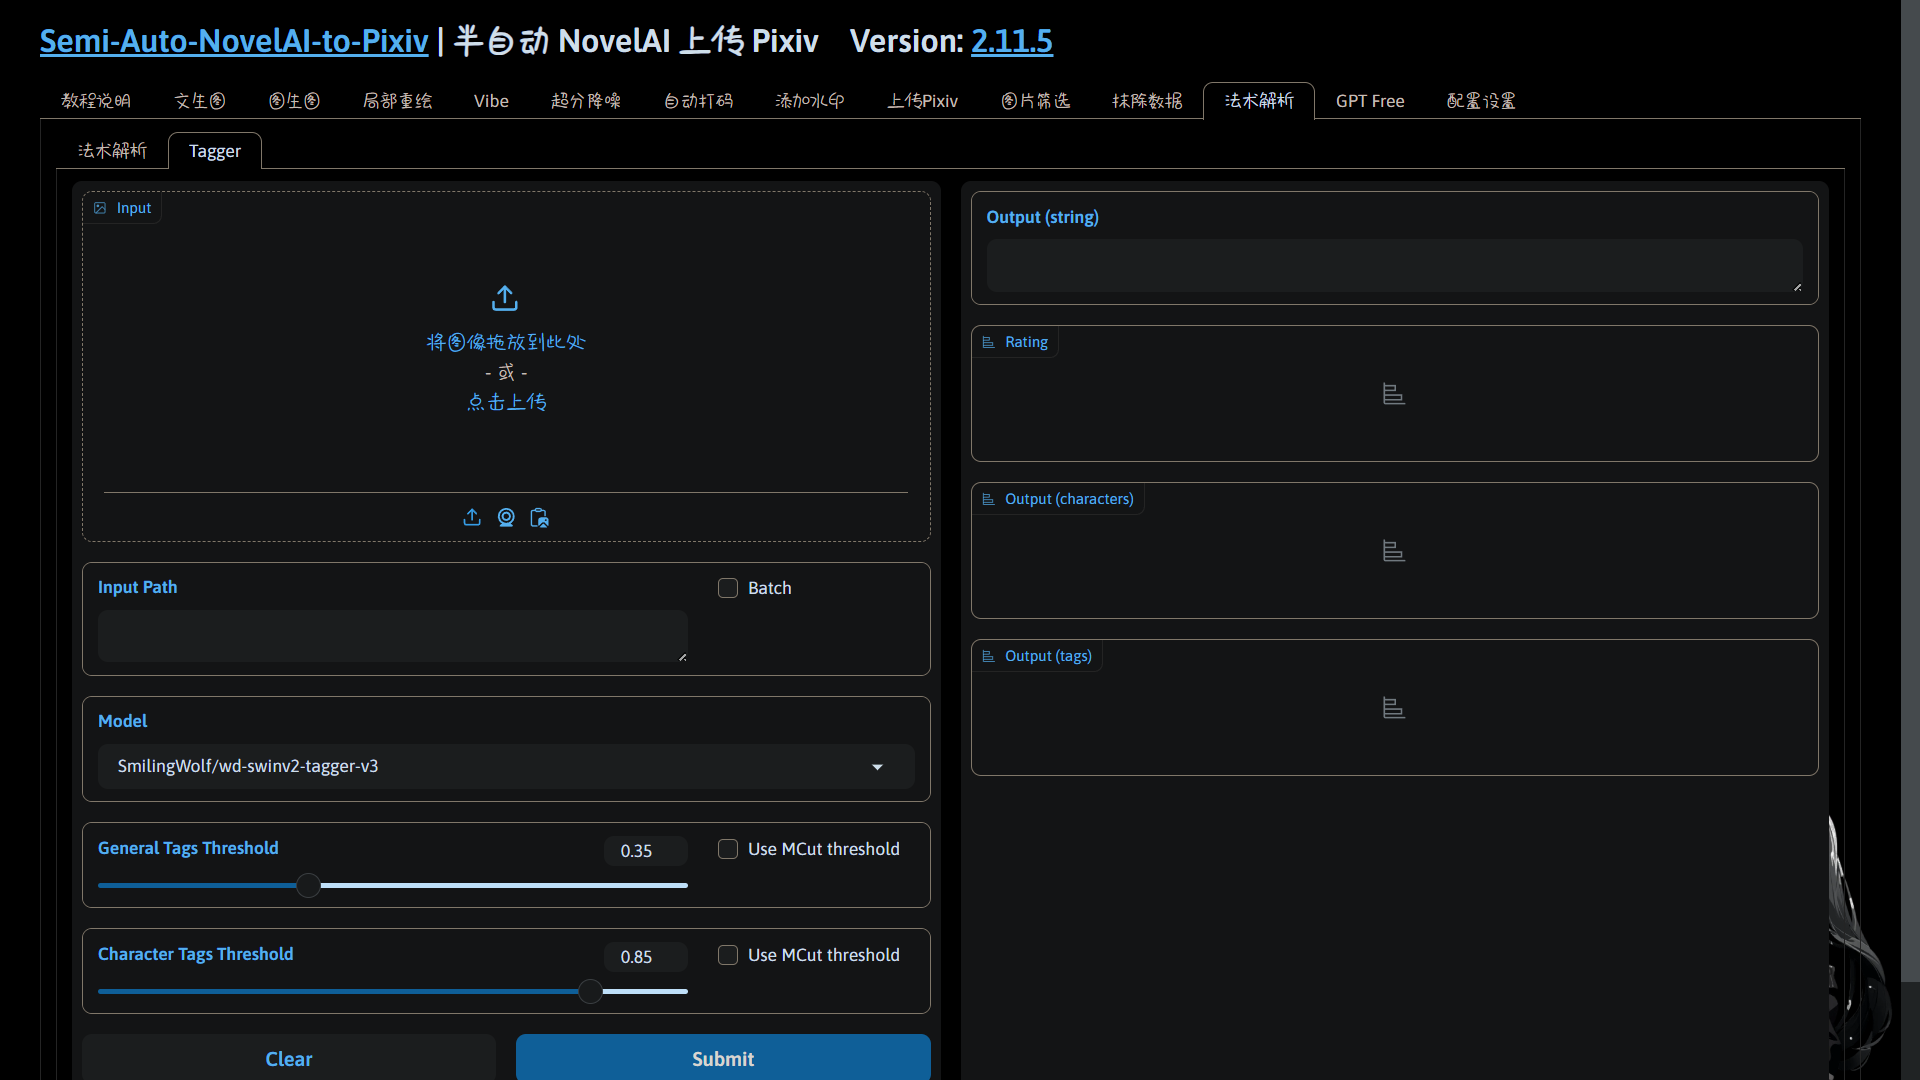 Semi-Auto-NovelAI-to-Pixiv | 半自动 NovelAI 上传 Pixiv Version: 2.11.5
教程说明 文生图 图生图 局部重绘 Vibe 超分降噪 自动打码 添加水印 上传Pixiv 图片筛选 抹除数据 法术解析 GPT Free 配置设置
法术解析 Tagger
Input
将图像拖放到此处
- 或 -
点击上传
Input Path
Batch
Model
SmilingWolf/wd-swinv2-tagger-v3
General Tags Threshold
0.35
Use MCut threshold
Character Tags Threshold
0.85
Use MCut threshold
Clear
Submit
Output (string)
Rating
Output (characters)
Output (tags)